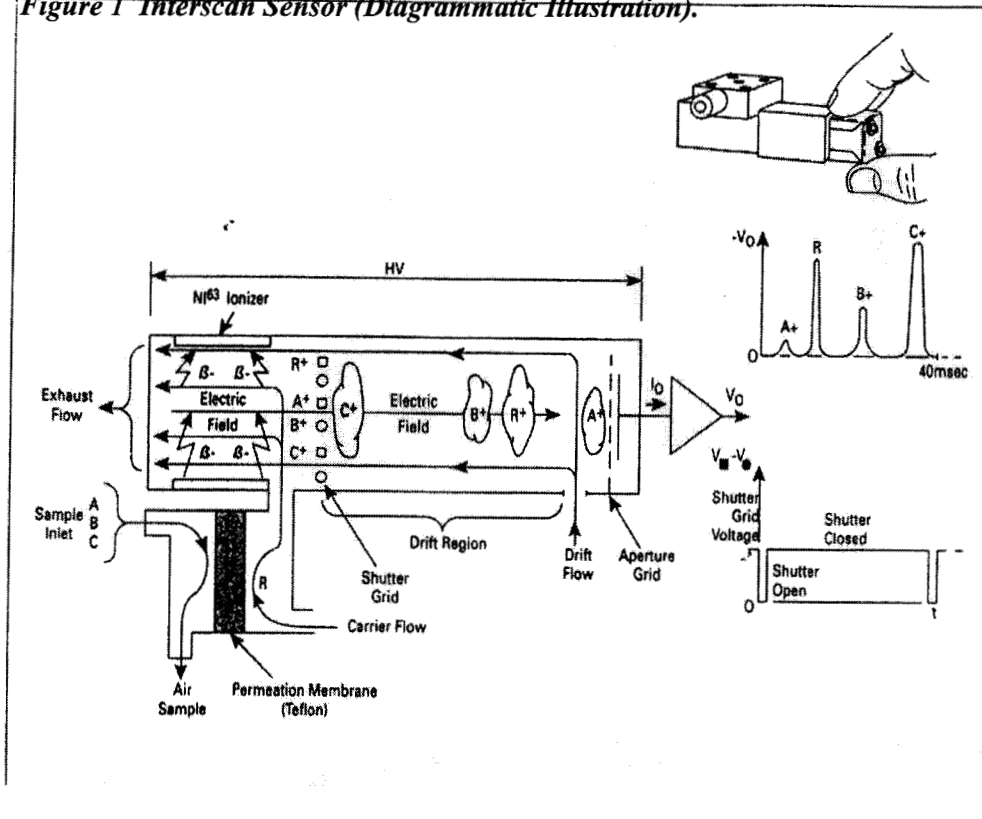 Figure 1 Interscan Sensor (Diagrammatic Illustration).
-VO
R
C+
B+
A+
0
40msec
HV
NI63 Ionizer
R+
ß- ß-
Exhaust
Flow
Electric
Field
A+
B+
C+
C+
Electric
Field
B+
R+
A+
IO
VO
ß- ß-
Sample
Inlet
A
B
C
Drift Region
Shutter
Grid
Drift
Flow
Aperture
Grid
R
Carrier Flow
Air
Sample
Permeation Membrane
(Teflon)
Shutter
Grid
Voltage
Shutter
Closed
Shutter
Open
0
t